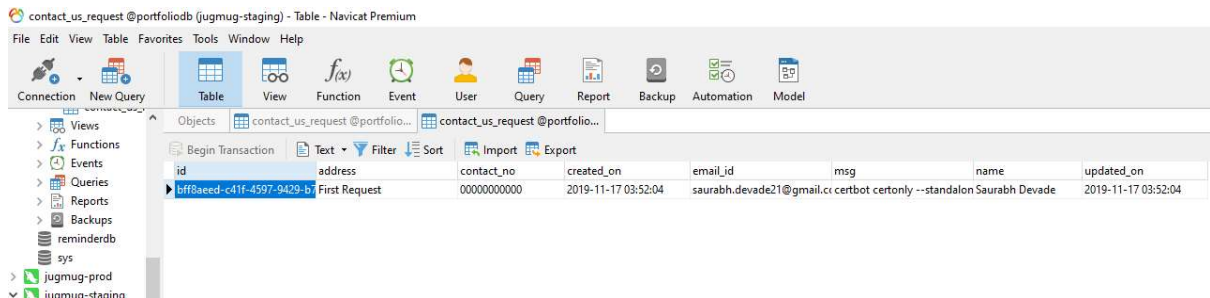 contact_us_request @portfoliodb (jugmug-staging) - Table - Navicat Premium
File Edit View Table Favorites Tools Window Help
Connection New Query Table View Function Event User Query Report Backup Automation Model
Objects contact_us_request @portfolio... contact_us_request @portfolio...
Begin Transaction Text Filter Sort Import Export
id address contact_no created_on email_id msg name updated_on
bff8aeed-c41f-4597-9429-b7 First Request 00000000000 2019-11-17 03:52:04 saurabh.devade21@gmail.cc certbot certonly --standalon Saurabh Devade 2019-11-17 03:52:04
Views
Functions
Events
Queries
Reports
Backups
reminderdb
sys
jugmug-prod
jugmug-staging